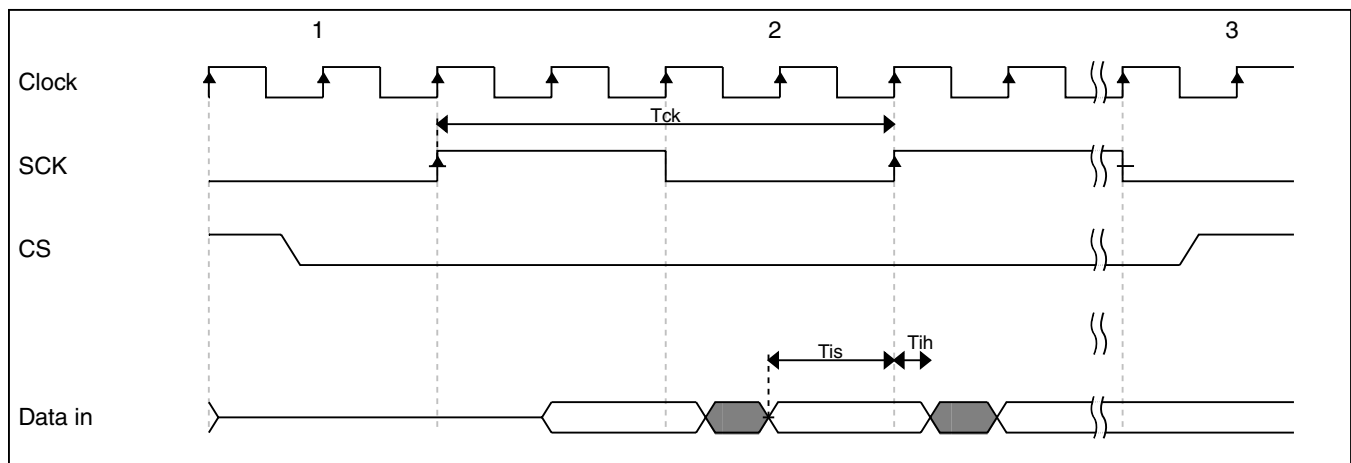 1 2 3
Clock
Tck
SCK
CS
Tis Tih
Data in